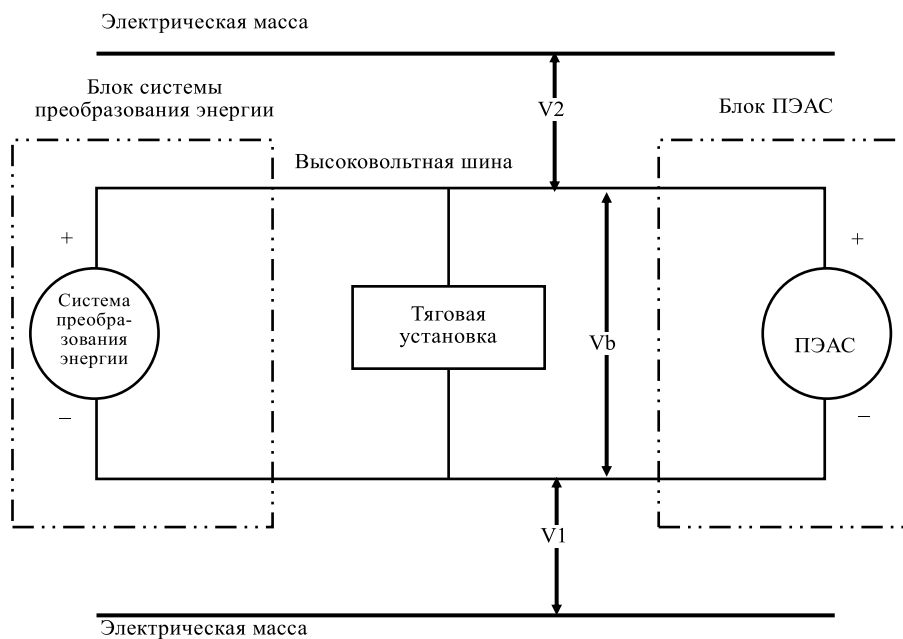 Электрическая масса
Блок системы
преобразования энергии
V2
Блок ПЭАС
Высоковольтная шина
+
+
Система
преобра-
зования
энергии
Тяговая
установка
Vb
ПЭАС
–
–
V1
Электрическая масса